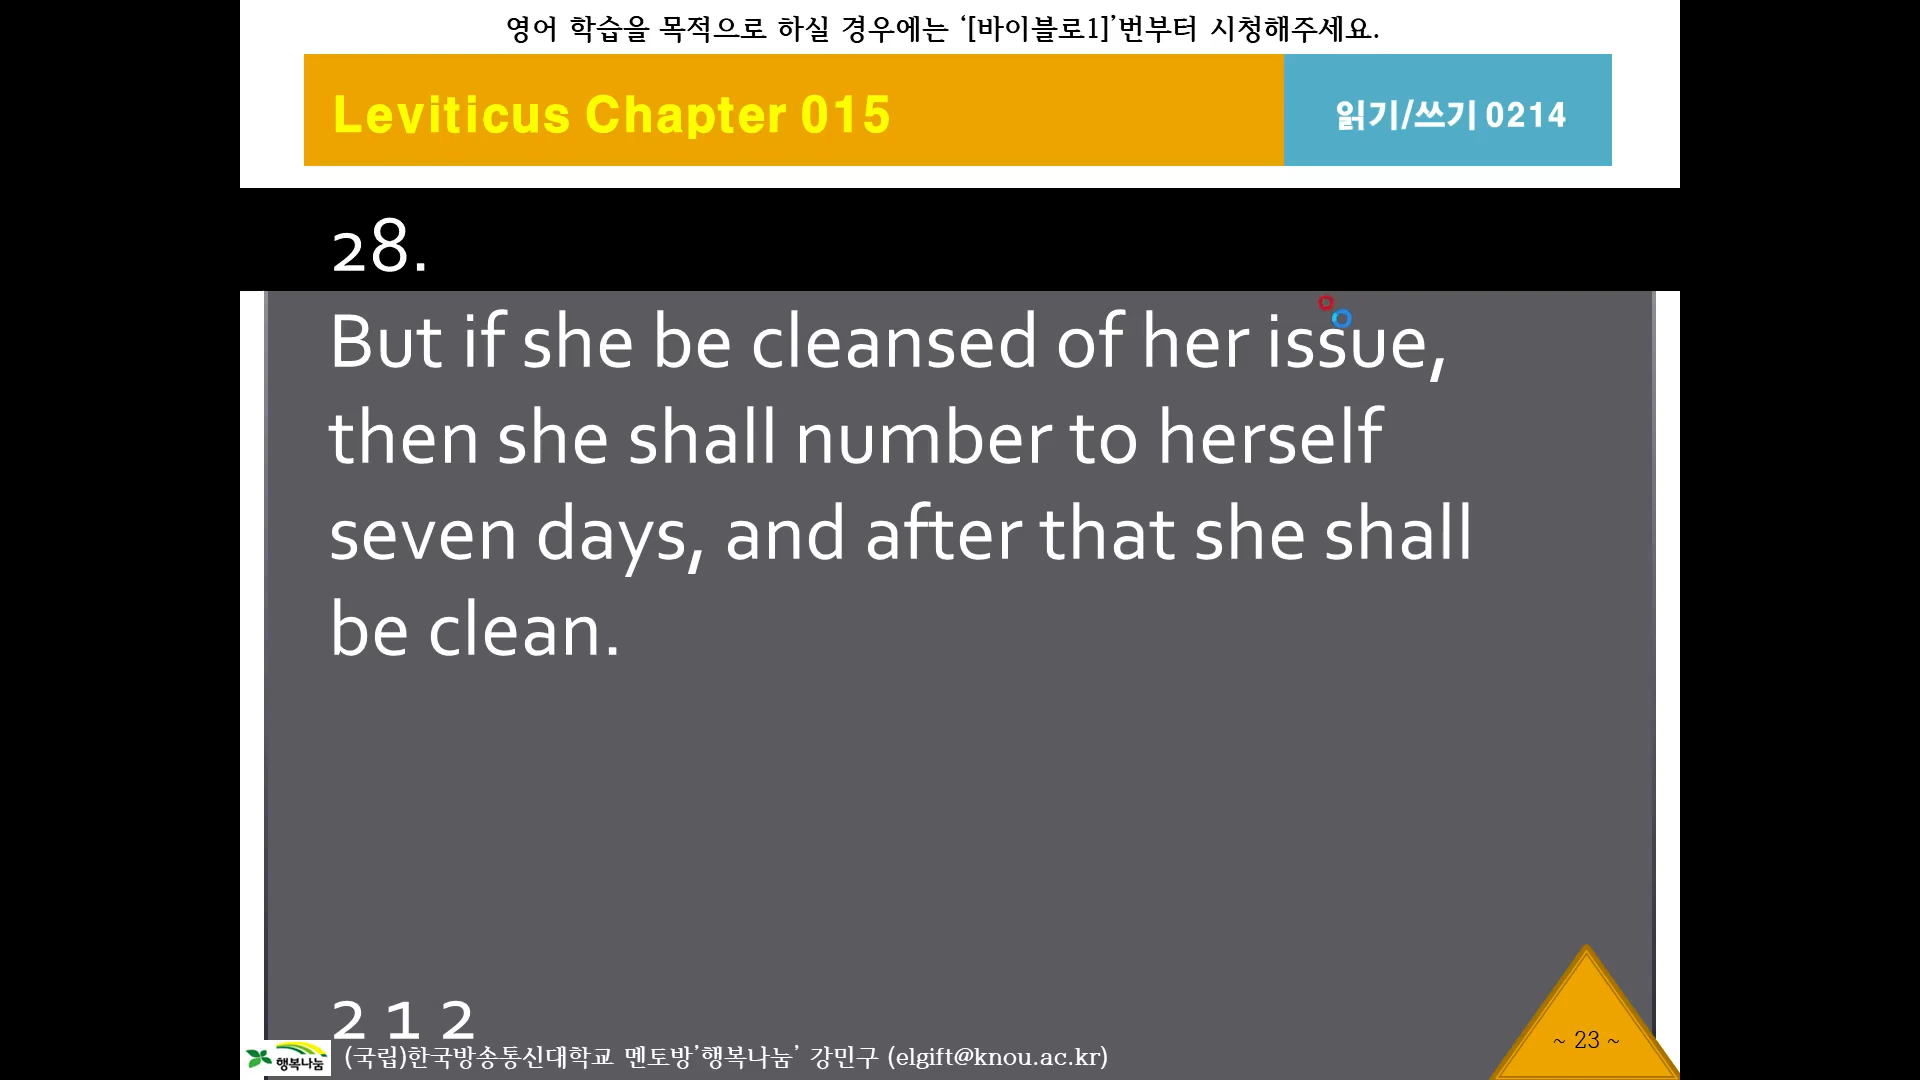 영어 학습을 목적으로 하실 경우에는 ‘[바이블로1]’번부터 시청해주세요.
Leviticus Chapter 015
읽기/쓰기 0214
28.
But if she be cleansed of her issue,
then she shall number to herself
seven days, and after that she shall
be clean.
2 1 2
~ 23 ~
행복나눔
(국립)한국방송통신대학교 멘토방’행복나눔’ 강민구 (elgift@knou.ac.kr)